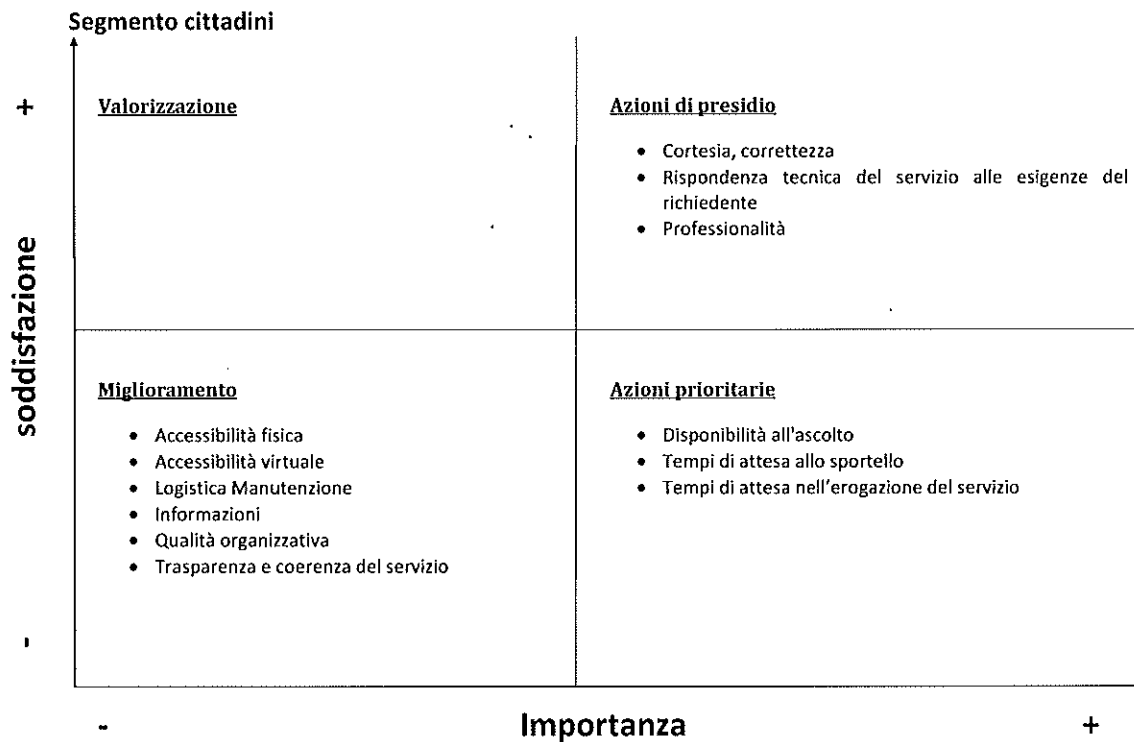 Segmento cittadini
+
Valorizzazione
Azioni di presidio
• Cortesia, correttezza
• Rispondenza tecnica del servizio alle esigenze del
richiedente
• Professionalità
soddisfazione
Miglioramento
• Accessibilità fisica
• Accessibilità virtuale
• Logistica Manutenzione
• Informazioni
• Qualità organizzativa
• Trasparenza e coerenza del servizio
Azioni prioritarie
• Disponibilità all'ascolto
• Tempi di attesa allo sportello
• Tempi di attesa nell'erogazione del servizio
-
- Importanza +